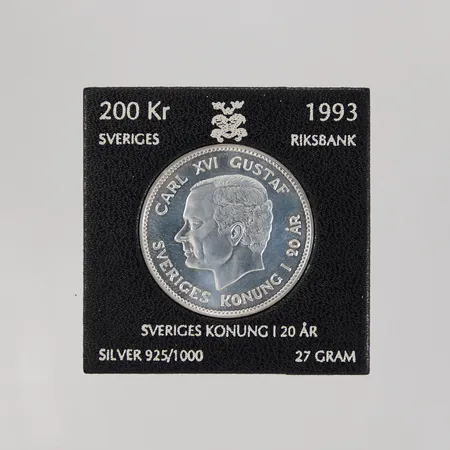 200 Kr 1993
SVERIGES RIKSBANK
CARL XVI GUSTAF
SVERIGES KONUNG I 20 ÅR
SVERIGES KONUNG I 20 ÅR
SILVER 925/1000 27 GRAM